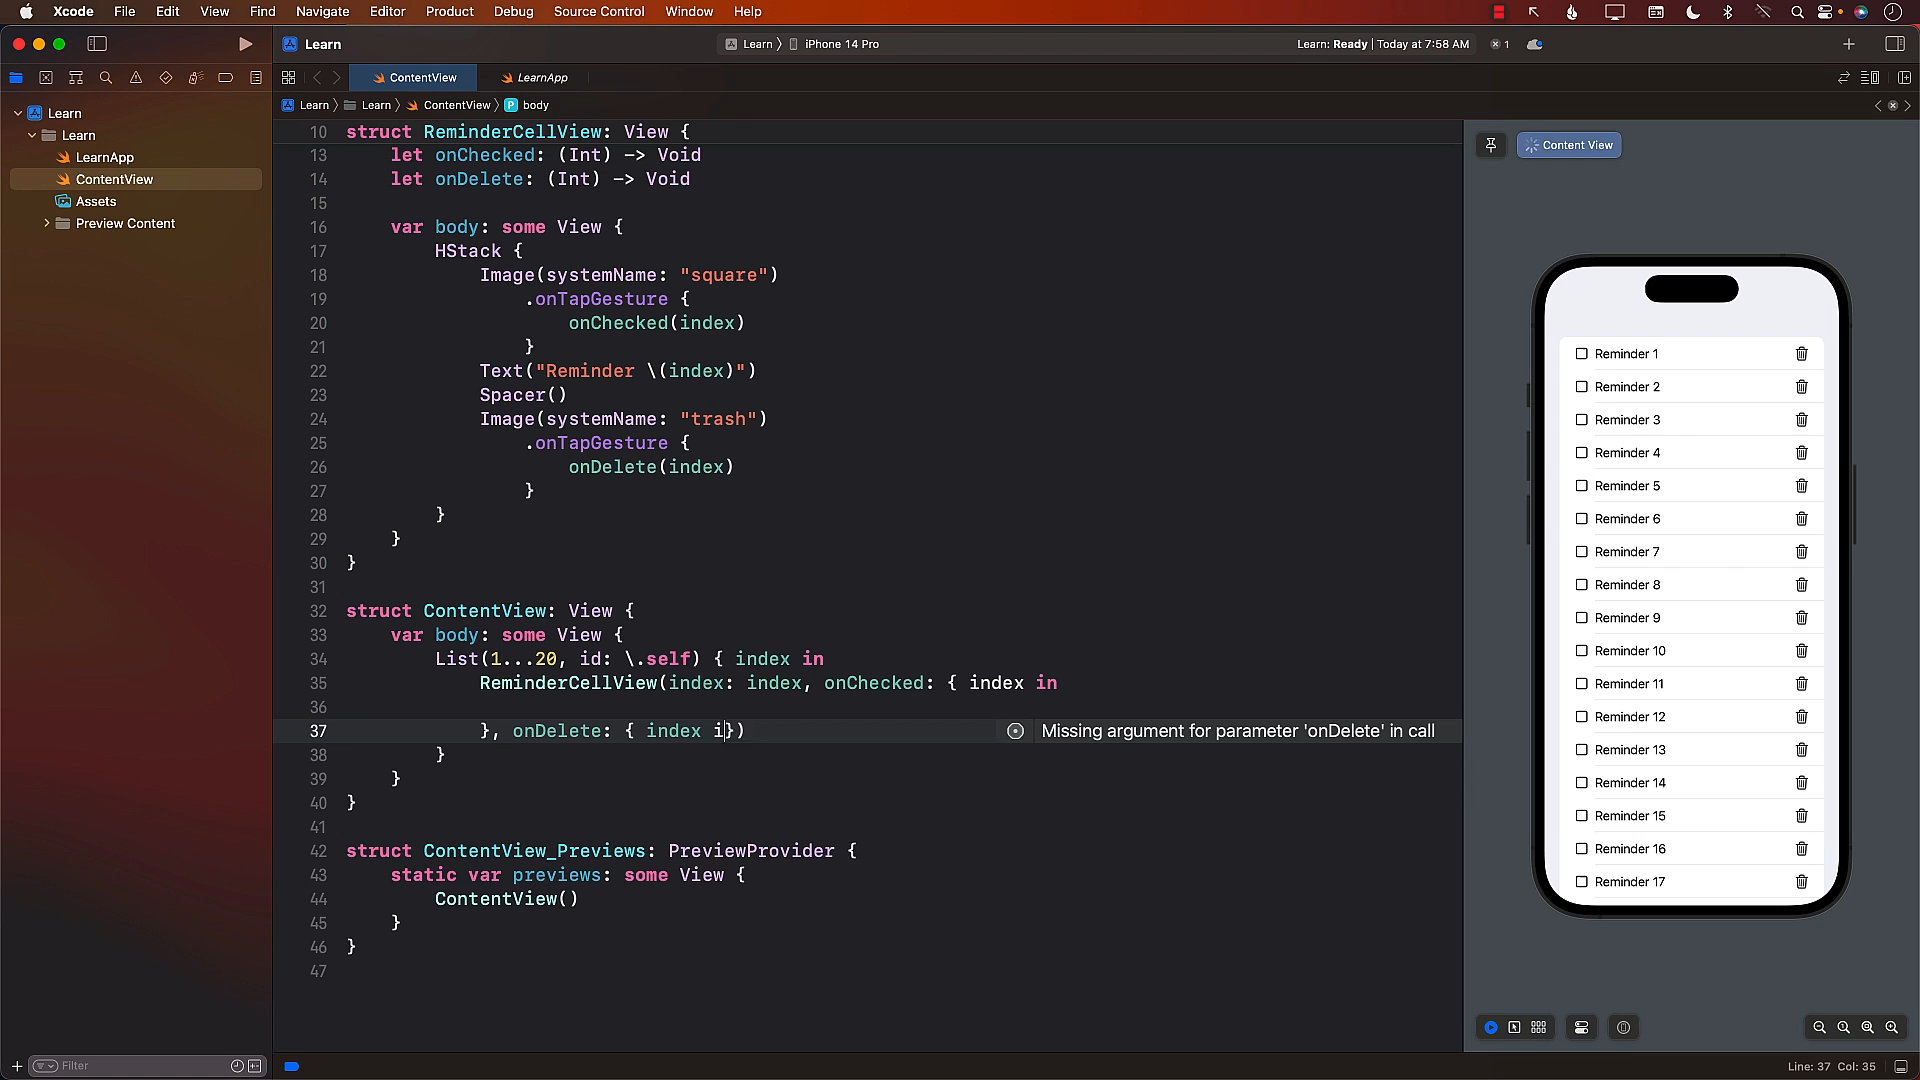 Xcode File Edit View Find Navigate Editor Product Debug Source Control Window Help
Learn
Learn 〉 iPhone 14 Pro
Learn: Ready | Today at 7:58 AM
1
ContentView
LearnApp
Learn 〉 Learn 〉 ContentView 〉 P body
Learn
Learn
LearnApp
ContentView
Assets
Preview Content
Filter
10 struct ReminderCellView: View {
13 let onChecked: (Int) -> Void
14 let onDelete: (Int) -> Void
15
16 var body: some View {
17 HStack {
18 Image(systemName: "square")
19 .onTapGesture {
20 onChecked(index)
21 }
22 Text("Reminder \(index)")
23 Spacer()
24 Image(systemName: "trash")
25 .onTapGesture {
26 onDelete(index)
27 }
28 }
29 }
30 }
31
32 struct ContentView: View {
33 var body: some View {
34 List(1...20, id: \.self) { index in
35 ReminderCellView(index: index, onChecked: { index in
36
37 }, onDelete: { index i})
Missing argument for parameter 'onDelete' in call
38 }
39 }
40 }
41
42 struct ContentView_Previews: PreviewProvider {
43 static var previews: some View {
44 ContentView()
45 }
46 }
47
Content View
Reminder 1
Reminder 2
Reminder 3
Reminder 4
Reminder 5
Reminder 6
Reminder 7
Reminder 8
Reminder 9
Reminder 10
Reminder 11
Reminder 12
Reminder 13
Reminder 14
Reminder 15
Reminder 16
Reminder 17
Line: 37 Col: 35